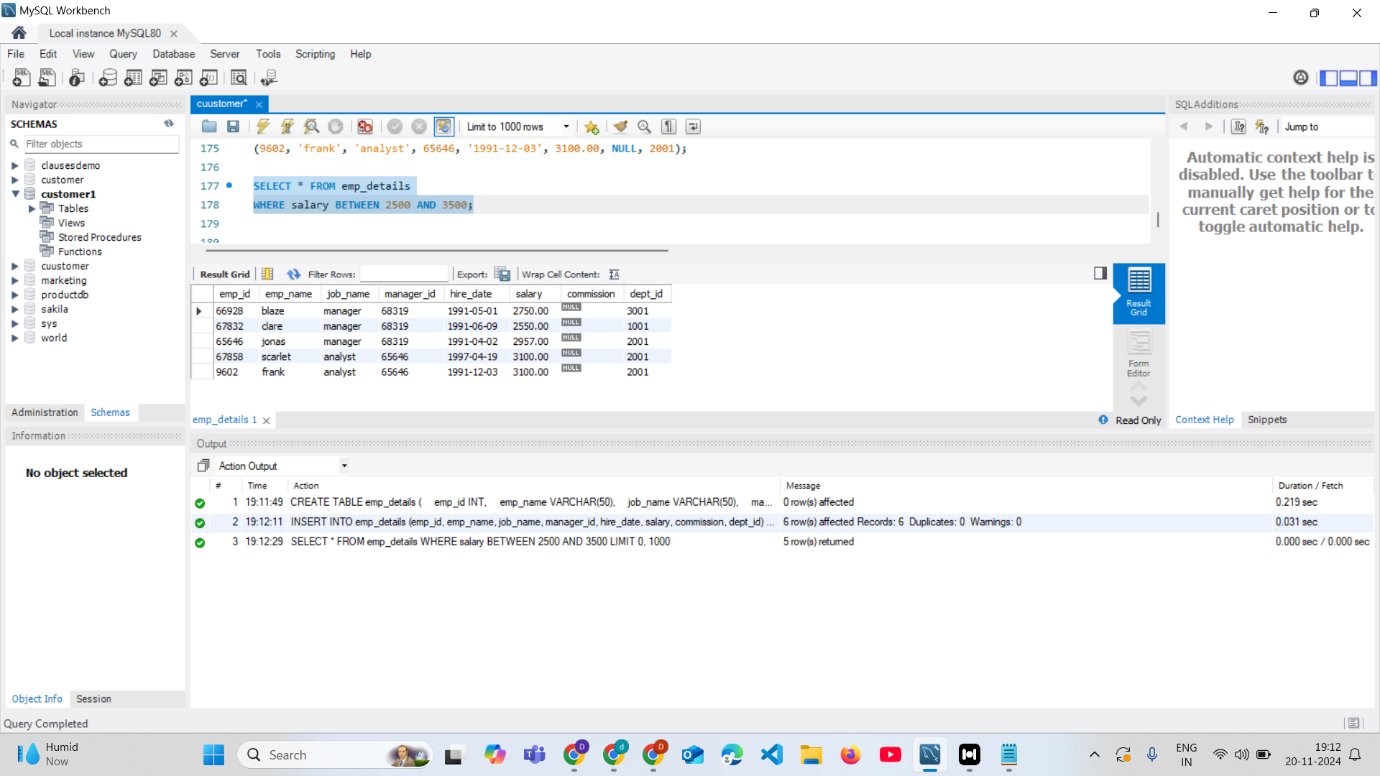 MySQL Workbench
Local instance MySQL80
File Edit View Query Database Server Tools Scripting Help
Navigator
SCHEMAS
Filter objects
clausesdemo
customer
customer1
Tables
Views
Stored Procedures
Functions
cuustomer
marketing
productdb
sakila
sys
world
Administration Schemas
Information
No object selected
Object Info Session
Query Completed
cuustomer*
Limit to 1000 rows
175 (9602, 'frank', 'analyst', 65646, '1991-12-03', 3100.00, NULL, 2001);
176
177 SELECT * FROM emp_details
178 WHERE salary BETWEEN 2500 AND 3500;
179
180
Result Grid Filter Rows: Export: Wrap Cell Content:
emp_id emp_name job_name manager_id hire_date salary commission dept_id
66928 blaze manager 68319 1991-05-01 2750.00 NULL 3001
67832 clare manager 68319 1991-06-09 2550.00 NULL 1001
65646 jonas manager 68319 1991-04-02 2957.00 NULL 2001
67858 scarlet analyst 65646 1997-04-19 3100.00 NULL 2001
9602 frank analyst 65646 1991-12-03 3100.00 NULL 2001
Result
Grid
Form
Editor
emp_details 1
Read Only
Output
Action Output
# Time Action Message Duration / Fetch
1 19:11:49 CREATE TABLE emp_details ( emp_id INT, emp_name VARCHAR(50), job_name VARCHAR(50), ma... 0 row(s) affected 0.219 sec
2 19:12:11 INSERT INTO emp_details (emp_id, emp_name, job_name, manager_id, hire_date, salary, commission, dept_id) ... 6 row(s) affected Records: 6 Duplicates: 0 Warnings: 0 0.031 sec
3 19:12:29 SELECT * FROM emp_details WHERE salary BETWEEN 2500 AND 3500 LIMIT 0, 1000 5 row(s) returned 0.000 sec / 0.000 sec
SQLAdditions
Jump to
Automatic context help is
disabled. Use the toolbar t
manually get help for the
current caret position or to
toggle automatic help.
Context Help Snippets
Humid
Now
Search
ENG
IN
19:12
20-11-2024